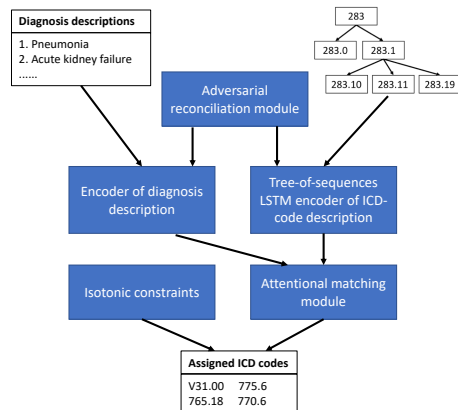 Diagnosis descriptions
1. Pneumonia
2. Acute kidney failure
......
283
283.0 283.1
283.10 283.11 283.19
Adversarial
reconciliation module
Encoder of diagnosis
description
Tree-of-sequences
LSTM encoder of ICD-
code description
Isotonic constraints
Attentional matching
module
Assigned ICD codes
V31.00 775.6
765.18 770.6